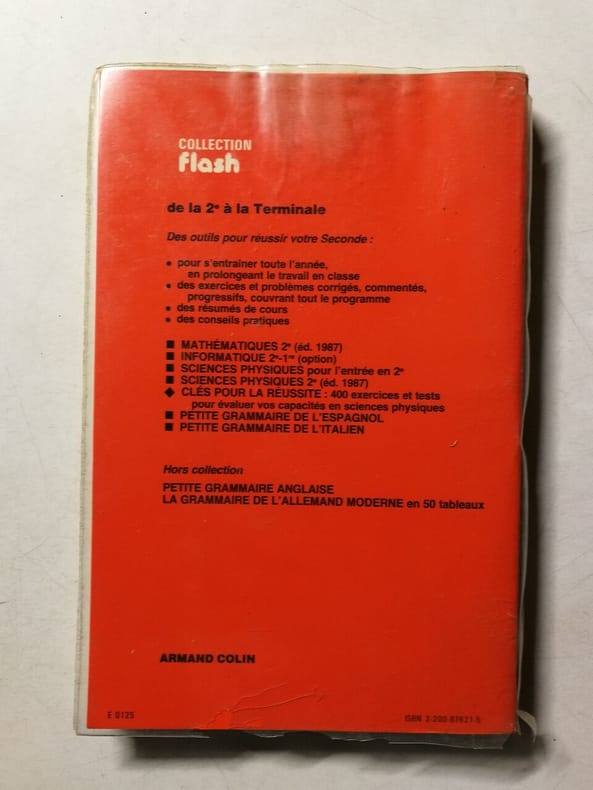 COLLECTION
flash
de la 2e à la Terminale
Des outils pour réussir votre Seconde :
• pour s'entraîner toute l'année,
en prolongeant le travail en classe
• des exercices et problèmes corrigés, commentés,
progressifs, couvrant tout le programme
• des résumés de cours
• des conseils pratiques
■ MATHÉMATIQUES 2e (éd. 1987)
■ INFORMATIQUE 2e-1re (option)
■ SCIENCES PHYSIQUES pour l'entrée en 2e
■ SCIENCES PHYSIQUES 2e (éd. 1987)
◆ CLÉS POUR LA RÉUSSITE : 400 exercices et tests
pour évaluer vos capacités en sciences physiques
■ PETITE GRAMMAIRE DE L'ESPAGNOL
■ PETITE GRAMMAIRE DE L'ITALIEN
Hors collection
PETITE GRAMMAIRE ANGLAISE
LA GRAMMAIRE DE L'ALLEMAND MODERNE en 50 tableaux
ARMAND COLIN
E 0125
ISBN